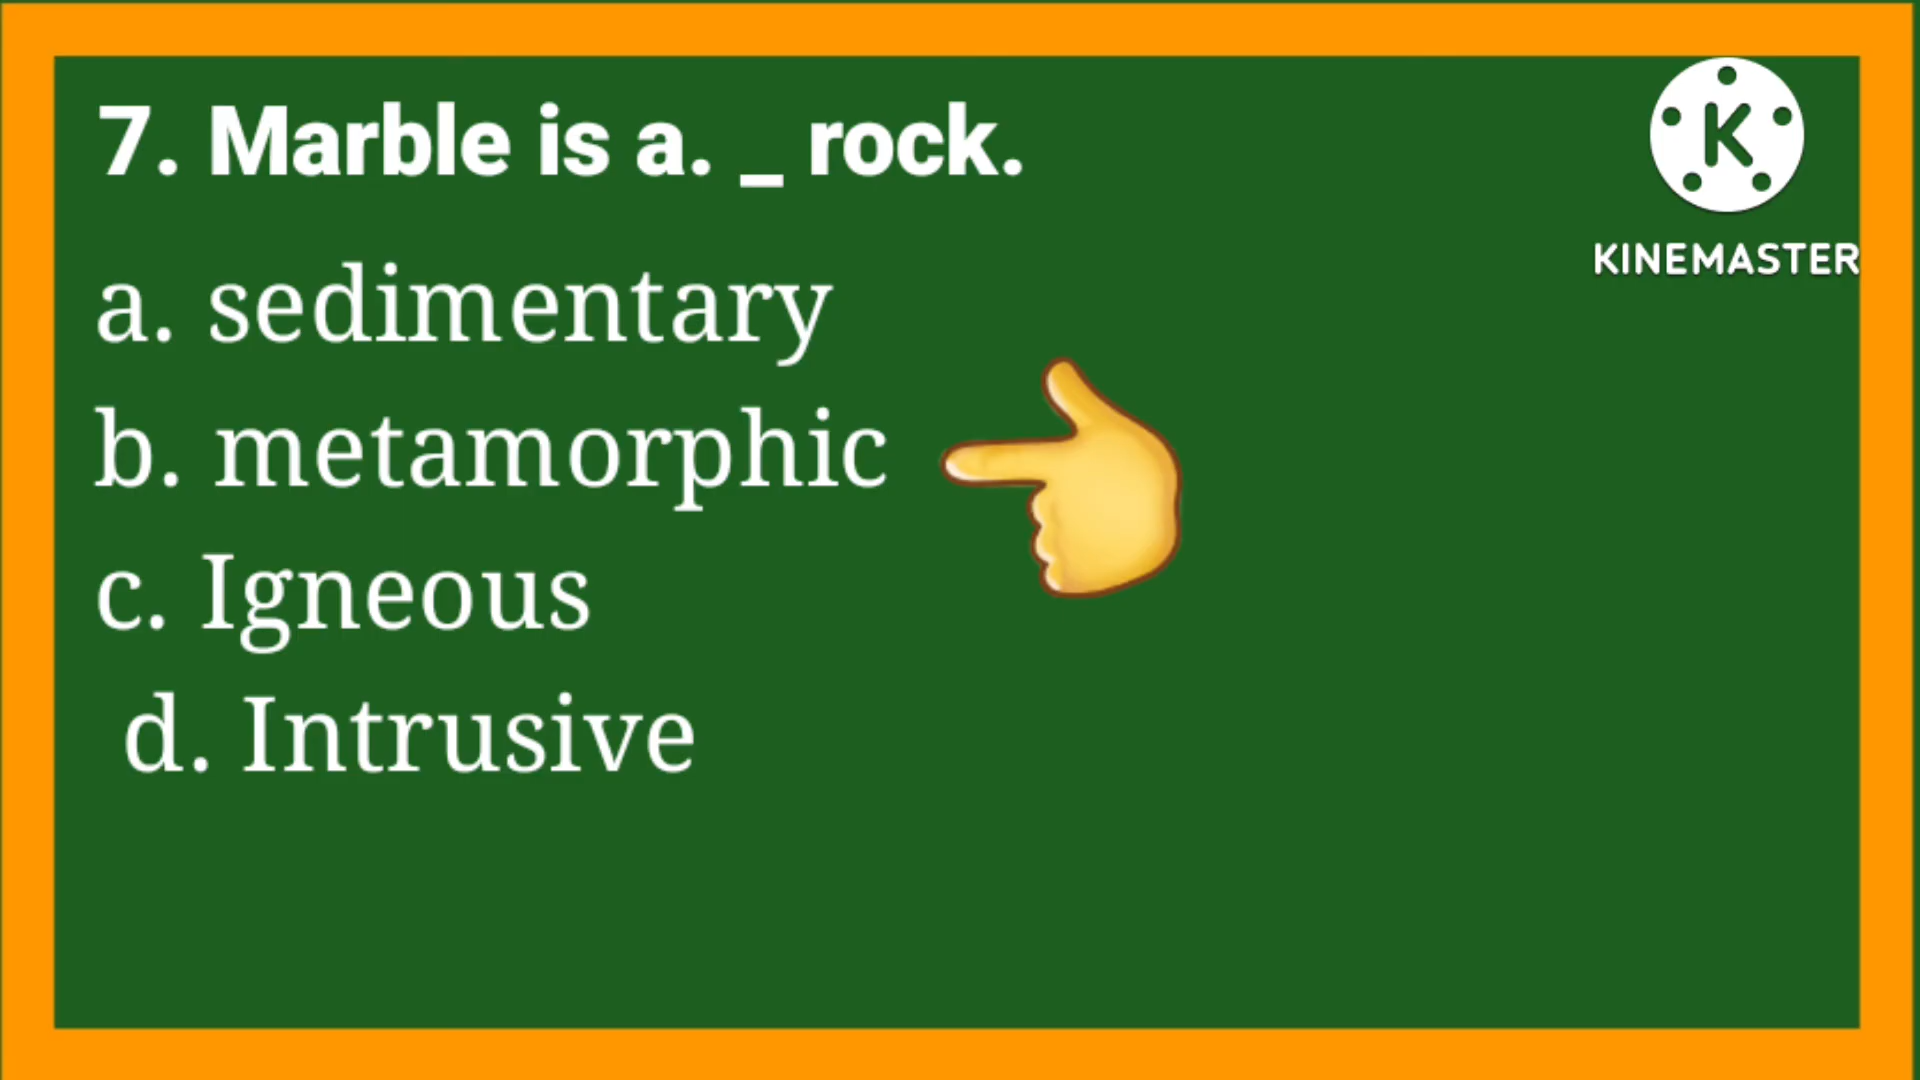 7. Marble is a. _ rock.
a. sedimentary
b. metamorphic
c. Igneous
d. Intrusive
K
KINEMASTER